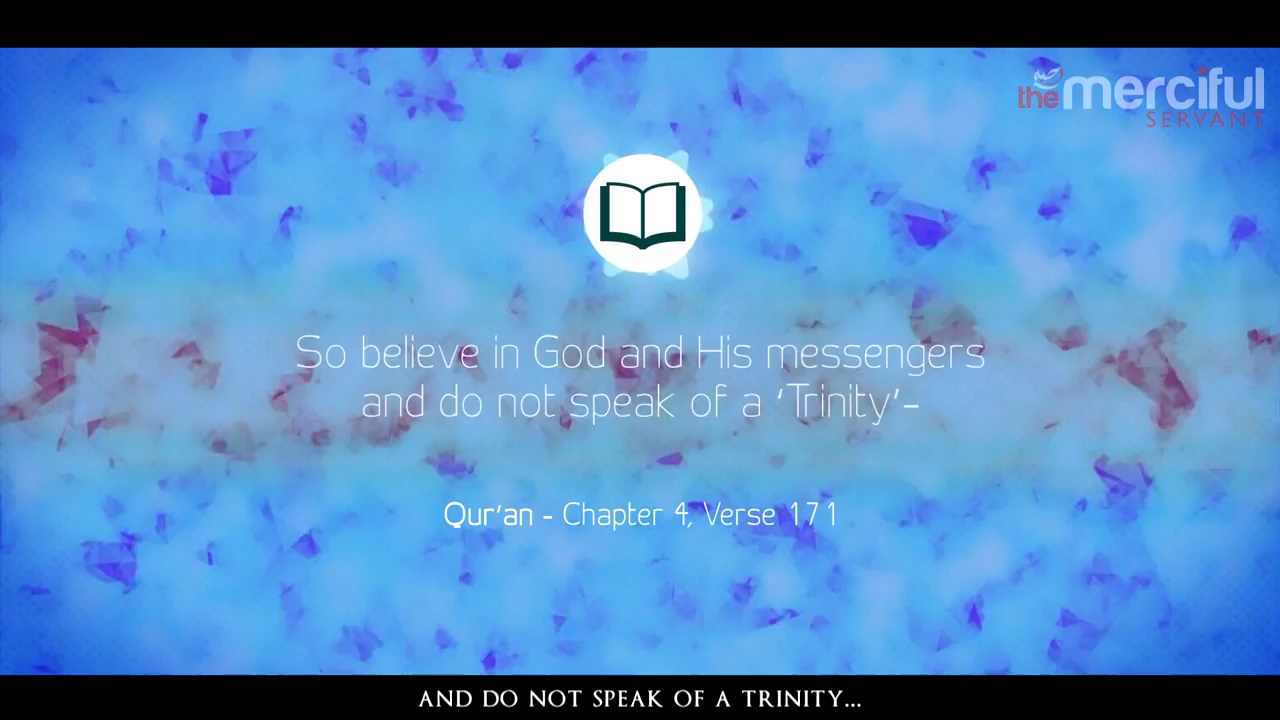 the merciful
SERVANT
So believe in God and His messengers
and do not speak of a ‘Trinity’-
Qur’an - Chapter 4, Verse 171
AND DO NOT SPEAK OF A TRINITY...